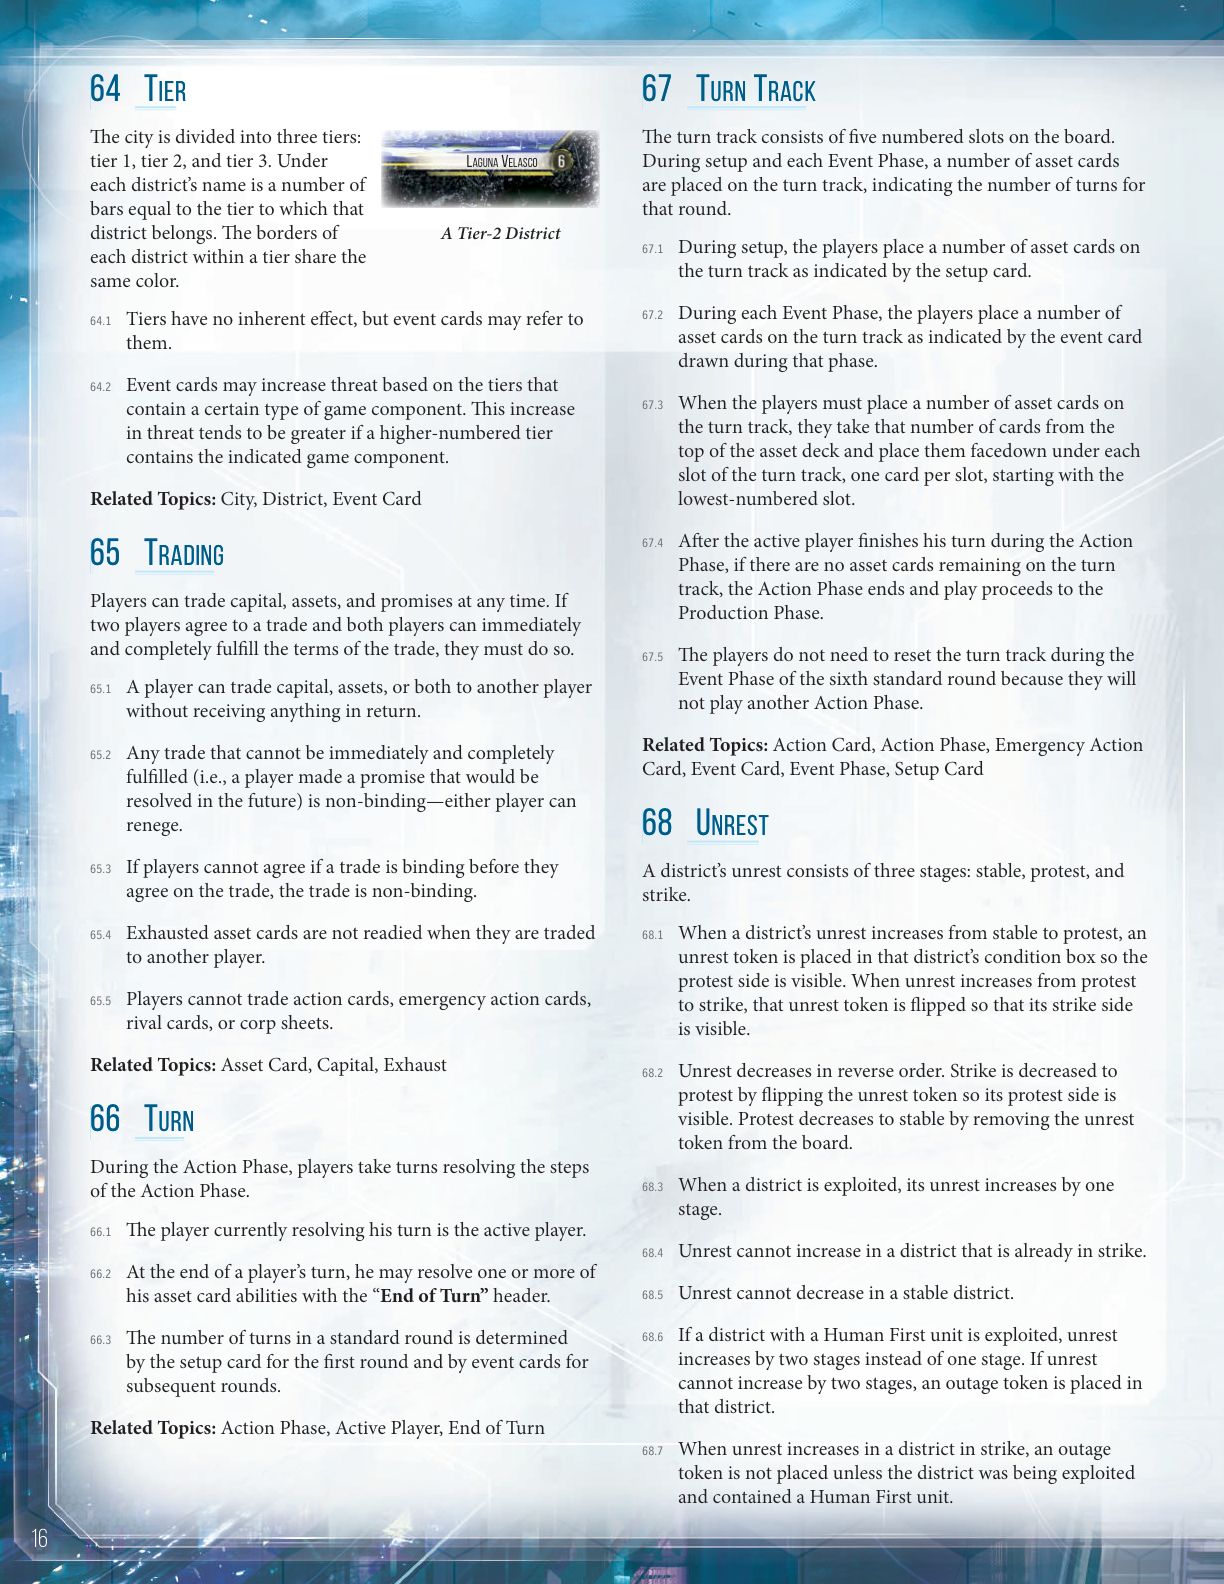 64 Tier
The city is divided into three tiers:
tier 1, tier 2, and tier 3. Under
each district’s name is a number of
bars equal to the tier to which that
district belongs. The borders of
each district within a tier share the
same color.
Laguna Velasco 6
A Tier-2 District
64.1 Tiers have no inherent effect, but event cards may refer to
them.
64.2 Event cards may increase threat based on the tiers that
contain a certain type of game component. This increase
in threat tends to be greater if a higher-numbered tier
contains the indicated game component.
Related Topics: City, District, Event Card
65 Trading
Players can trade capital, assets, and promises at any time. If
two players agree to a trade and both players can immediately
and completely fulfill the terms of the trade, they must do so.
65.1 A player can trade capital, assets, or both to another player
without receiving anything in return.
65.2 Any trade that cannot be immediately and completely
fulfilled (i.e., a player made a promise that would be
resolved in the future) is non-binding—either player can
renege.
65.3 If players cannot agree if a trade is binding before they
agree on the trade, the trade is non-binding.
65.4 Exhausted asset cards are not readied when they are traded
to another player.
65.5 Players cannot trade action cards, emergency action cards,
rival cards, or corp sheets.
Related Topics: Asset Card, Capital, Exhaust
66 Turn
During the Action Phase, players take turns resolving the steps
of the Action Phase.
66.1 The player currently resolving his turn is the active player.
66.2 At the end of a player’s turn, he may resolve one or more of
his asset card abilities with the “End of Turn” header.
66.3 The number of turns in a standard round is determined
by the setup card for the first round and by event cards for
subsequent rounds.
Related Topics: Action Phase, Active Player, End of Turn
67 Turn Track
The turn track consists of five numbered slots on the board.
During setup and each Event Phase, a number of asset cards
are placed on the turn track, indicating the number of turns for
that round.
67.1 During setup, the players place a number of asset cards on
the turn track as indicated by the setup card.
67.2 During each Event Phase, the players place a number of
asset cards on the turn track as indicated by the event card
drawn during that phase.
67.3 When the players must place a number of asset cards on
the turn track, they take that number of cards from the
top of the asset deck and place them facedown under each
slot of the turn track, one card per slot, starting with the
lowest-numbered slot.
67.4 After the active player finishes his turn during the Action
Phase, if there are no asset cards remaining on the turn
track, the Action Phase ends and play proceeds to the
Production Phase.
67.5 The players do not need to reset the turn track during the
Event Phase of the sixth standard round because they will
not play another Action Phase.
Related Topics: Action Card, Action Phase, Emergency Action
Card, Event Card, Event Phase, Setup Card
68 Unrest
A district’s unrest consists of three stages: stable, protest, and
strike.
68.1 When a district’s unrest increases from stable to protest, an
unrest token is placed in that district’s condition box so the
protest side is visible. When unrest increases from protest
to strike, that unrest token is flipped so that its strike side
is visible.
68.2 Unrest decreases in reverse order. Strike is decreased to
protest by flipping the unrest token so its protest side is
visible. Protest decreases to stable by removing the unrest
token from the board.
68.3 When a district is exploited, its unrest increases by one
stage.
68.4 Unrest cannot increase in a district that is already in strike.
68.5 Unrest cannot decrease in a stable district.
68.6 If a district with a Human First unit is exploited, unrest
increases by two stages instead of one stage. If unrest
cannot increase by two stages, an outage token is placed in
that district.
68.7 When unrest increases in a district in strike, an outage
token is not placed unless the district was being exploited
and contained a Human First unit.
16